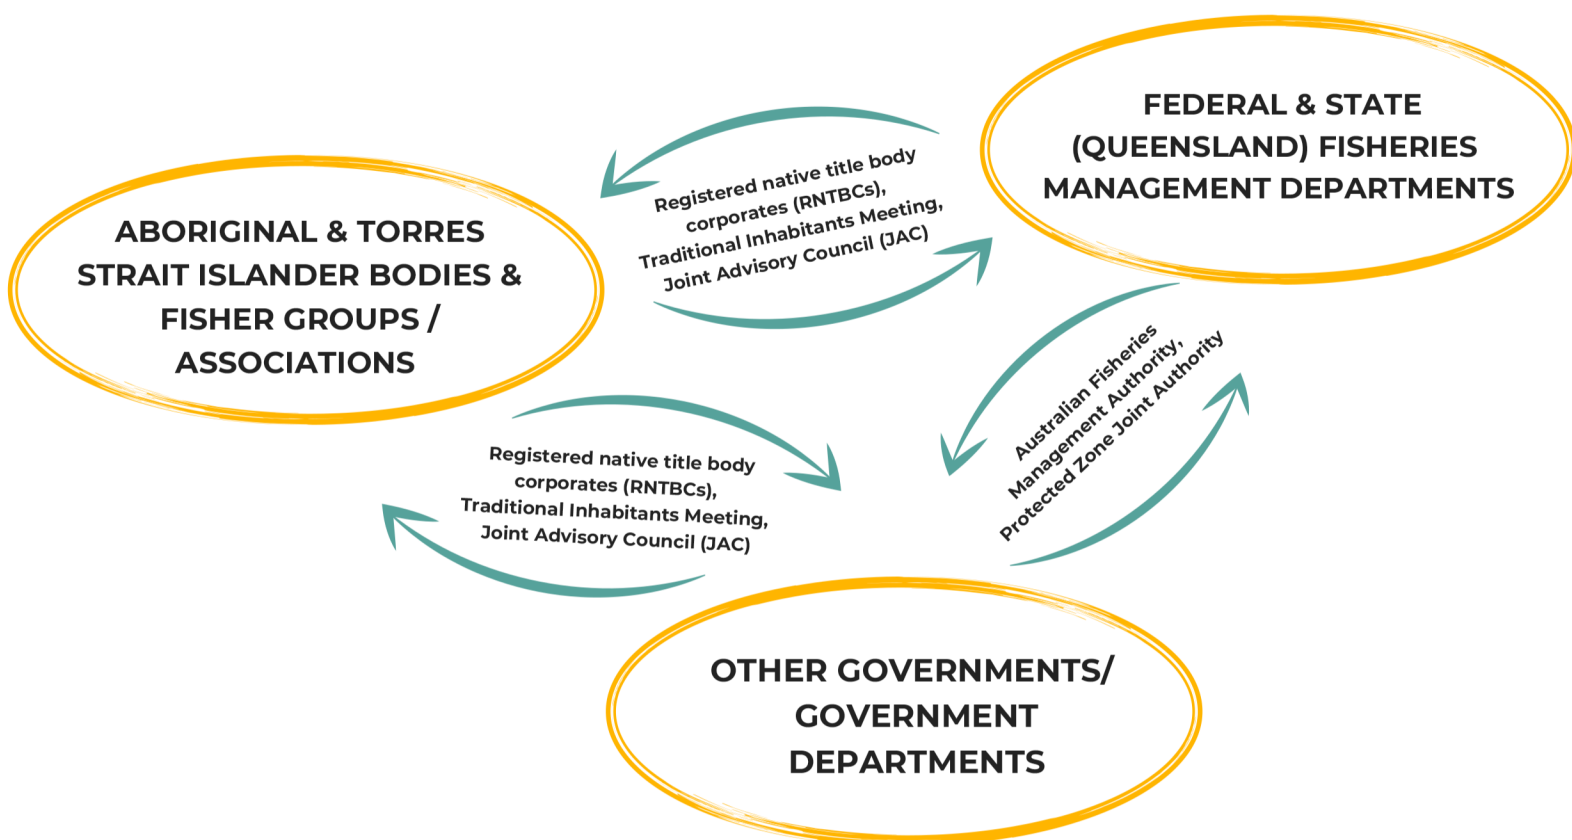 FEDERAL & STATE
(QUEENSLAND) FISHERIES
MANAGEMENT DEPARTMENTS
Registered native title body
corporates (RNTBCs),
Traditional Inhabitants Meeting,
Joint Advisory Council (JAC)
ABORIGINAL & TORRES
STRAIT ISLANDER BODIES &
FISHER GROUPS /
ASSOCIATIONS
Australian Fisheries
Management Authority,
Protected Zone Joint Authority
Registered native title body
corporates (RNTBCs),
Traditional Inhabitants Meeting,
Joint Advisory Council (JAC)
OTHER GOVERNMENTS/
GOVERNMENT
DEPARTMENTS